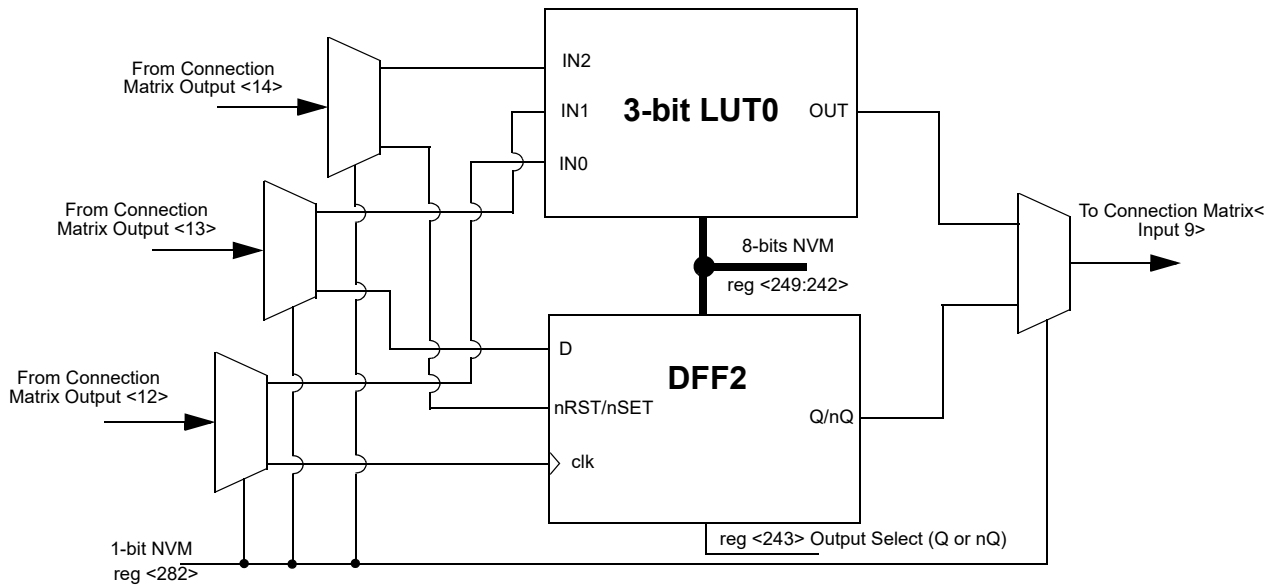 From Connection
Matrix Output <14>
IN2
IN1
IN0
3-bit LUT0
OUT
From Connection
Matrix Output <13>
To Connection Matrix<
Input 9>
8-bits NVM
reg <249:242>
From Connection
Matrix Output <12>
D
nRST/nSET
clk
DFF2
Q/nQ
reg <243> Output Select (Q or nQ)
1-bit NVM
reg <282>